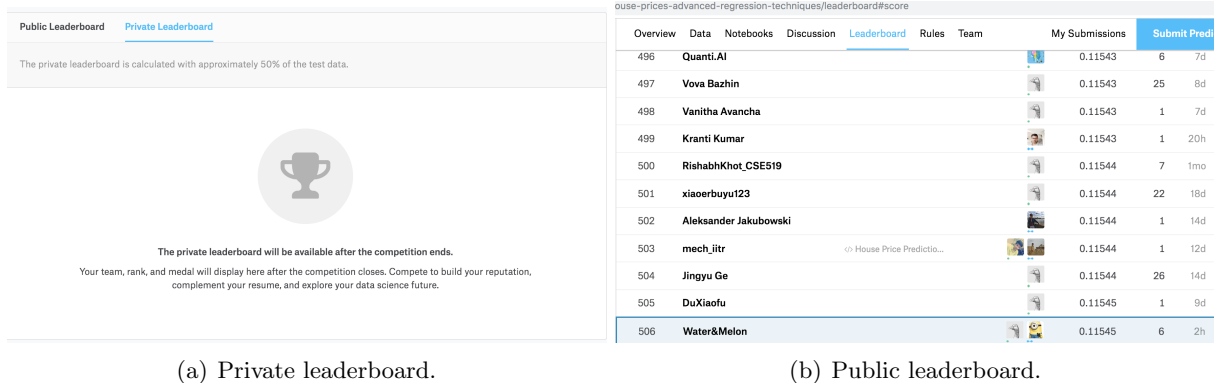 Public Leaderboard Private Leaderboard
The private leaderboard is calculated with approximately 50% of the test data.
The private leaderboard will be available after the competition ends.
Your team, rank, and medal will display here after the competition closes. Compete to build your reputation,
complement your resume, and explore your data science future.
(a) Private leaderboard.
ouse-prices-advanced-regression-techniques/leaderboard#score
Overview Data Notebooks Discussion Leaderboard Rules Team My Submissions Submit Predi
496 Quanti.AI 0.11543 6 7d
497 Vova Bazhin 0.11543 25 8d
498 Vanitha Avancha 0.11543 1 7d
499 Kranti Kumar 0.11543 1 20h
500 RishabhKhot_CSE519 0.11544 7 1mo
501 xiaoerbuyu123 0.11544 22 18d
502 Aleksander Jakubowski 0.11544 1 14d
503 mech_iitr </> House Price Predictio... 0.11544 1 12d
504 Jingyu Ge 0.11544 26 14d
505 DuXiaofu 0.11545 1 9d
506 Water&Melon 0.11545 6 2h
(b) Public leaderboard.